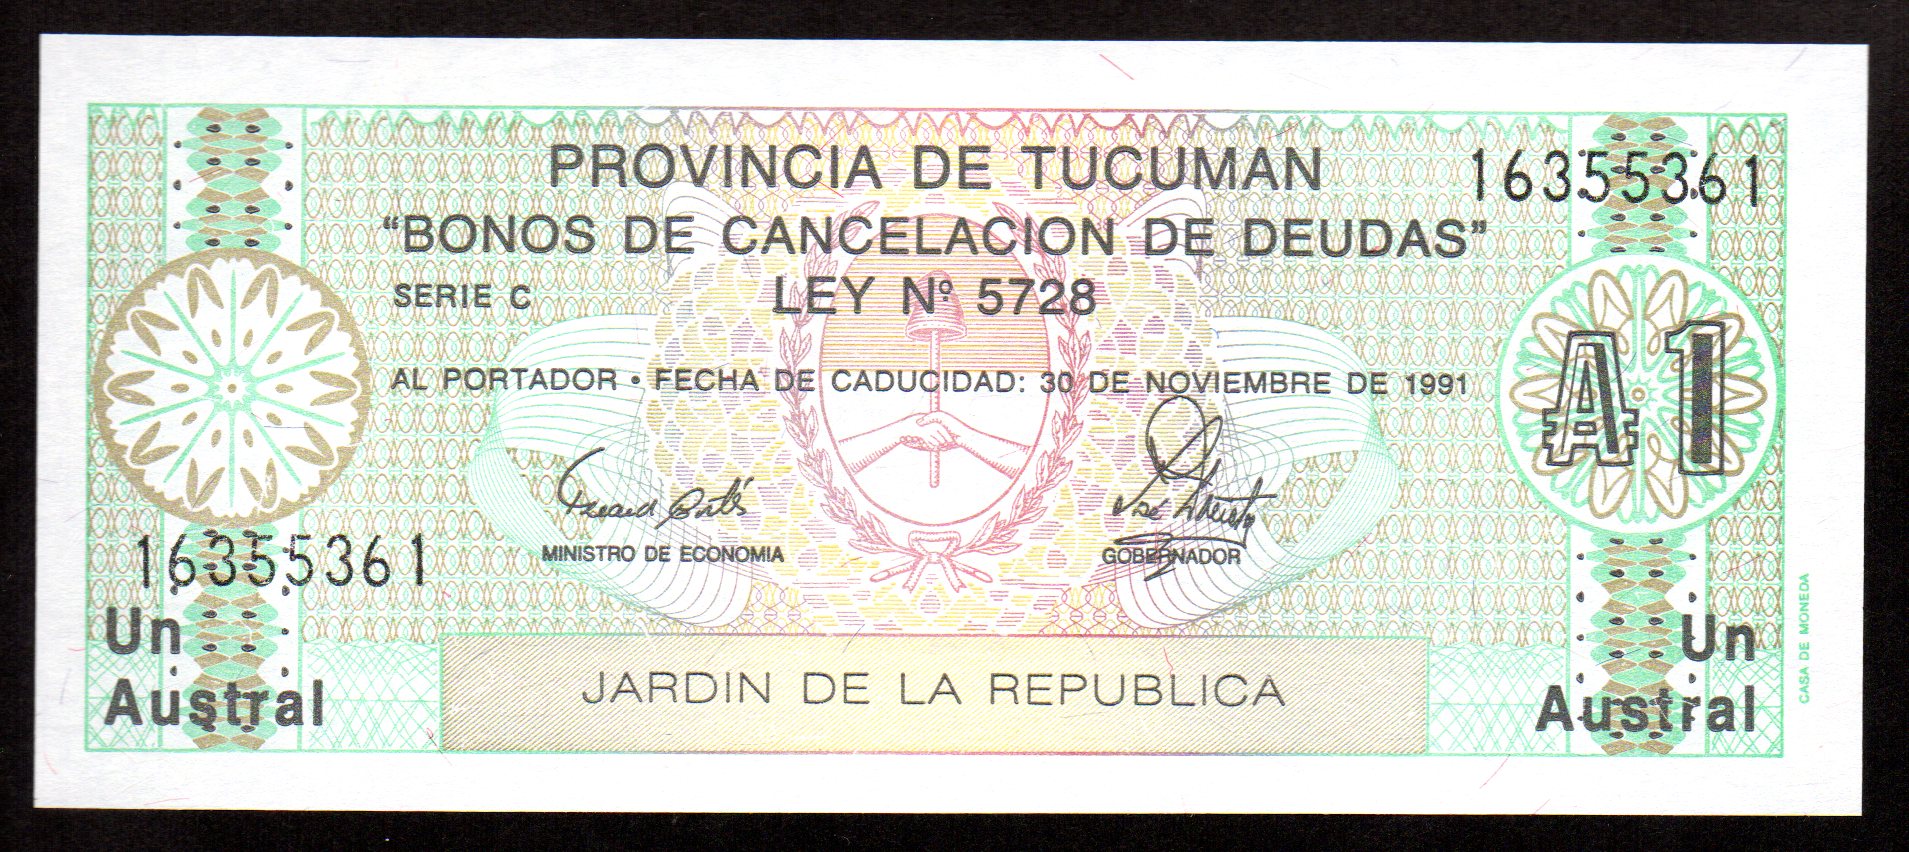 PROVINCIA DE TUCUMAN
16355361
“BONOS DE CANCELACION DE DEUDAS”
SERIE C
LEY Nº 5728
AL PORTADOR • FECHA DE CADUCIDAD: 30 DE NOVIEMBRE DE 1991
₳ 1
MINISTRO DE ECONOMIA
GOBERNADOR
16355361
Un
Austral
JARDIN DE LA REPUBLICA
Un
Austral
CASA DE MONEDA